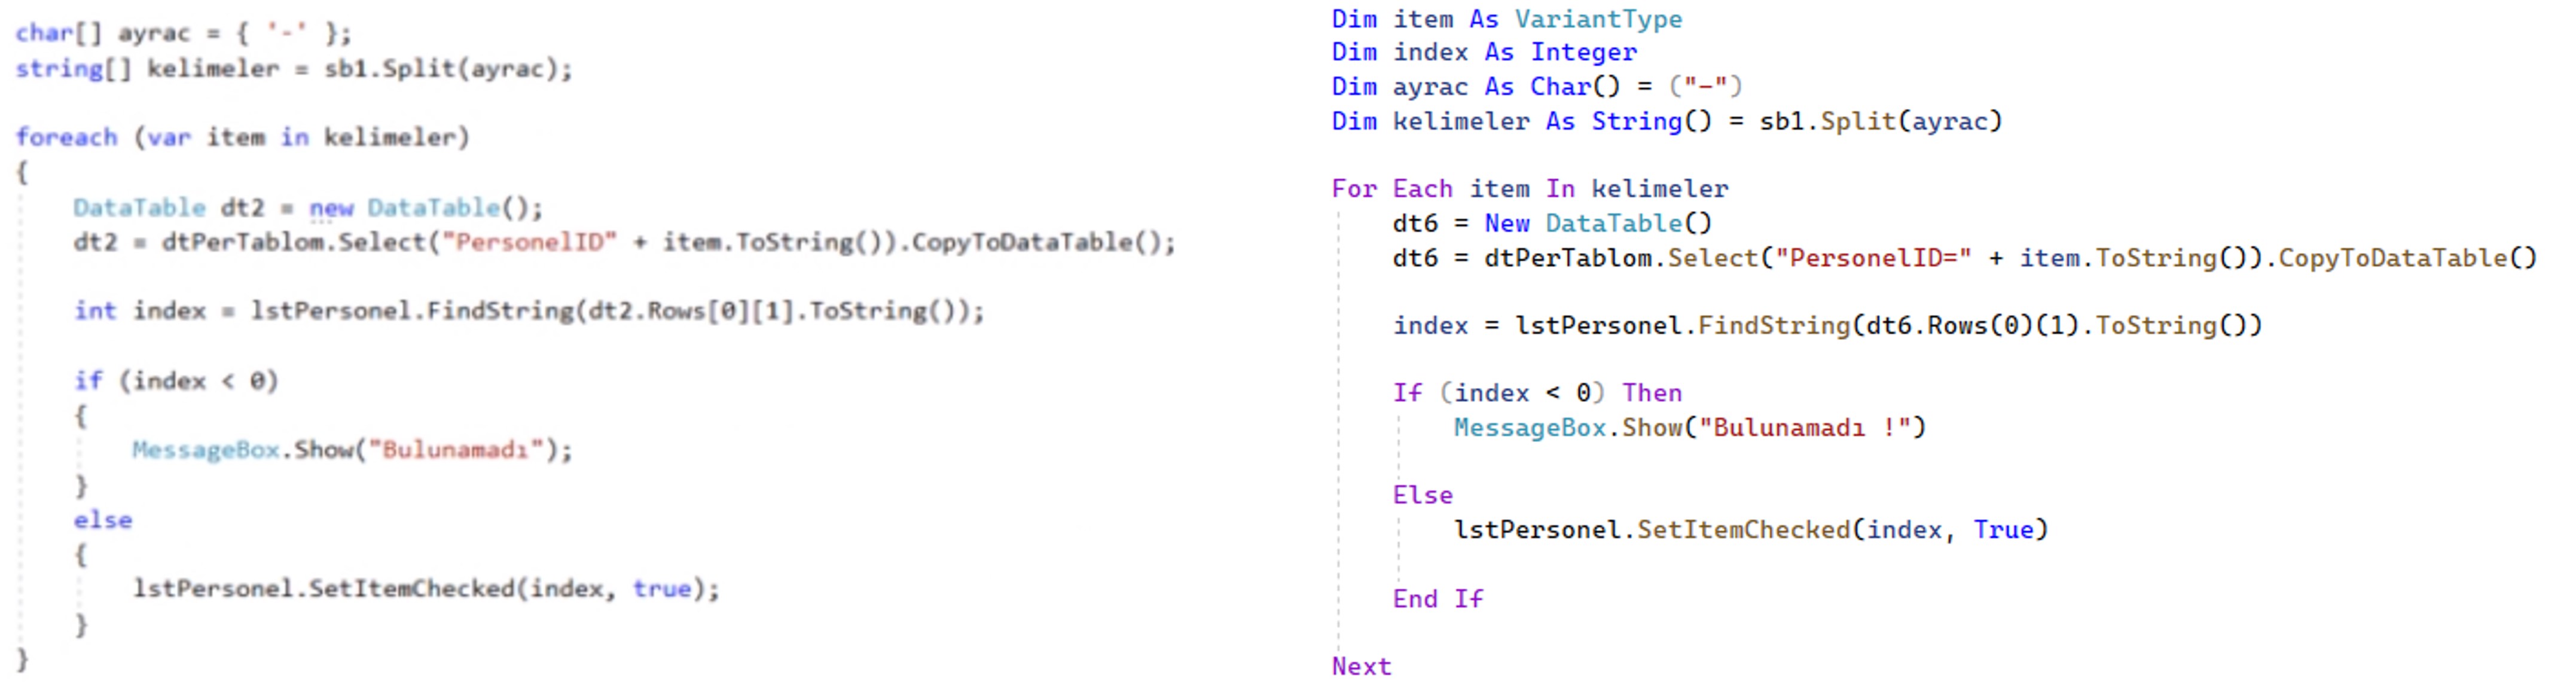 char[] ayrac = { '-' };
string[] kelimeler = sb1.Split(ayrac);
foreach (var item in kelimeler)
{
DataTable dt2 = new DataTable();
dt2 = dtPerTablom.Select("PersonelID" + item.ToString()).CopyToDataTable();
int index = lstPersonel.FindString(dt2.Rows[0][1].ToString());
if (index < 0)
{
MessageBox.Show("Bulunamadı");
}
else
{
lstPersonel.SetItemChecked(index, true);
}
}
Dim item As VariantType
Dim index As Integer
Dim ayrac As Char() = ("-")
Dim kelimeler As String() = sb1.Split(ayrac)
For Each item In kelimeler
dt6 = New DataTable()
dt6 = dtPerTablom.Select("PersonelID=" + item.ToString()).CopyToDataTable()
index = lstPersonel.FindString(dt6.Rows(0)(1).ToString())
If (index < 0) Then
MessageBox.Show("Bulunamadı !")
Else
lstPersonel.SetItemChecked(index, True)
End If
Next